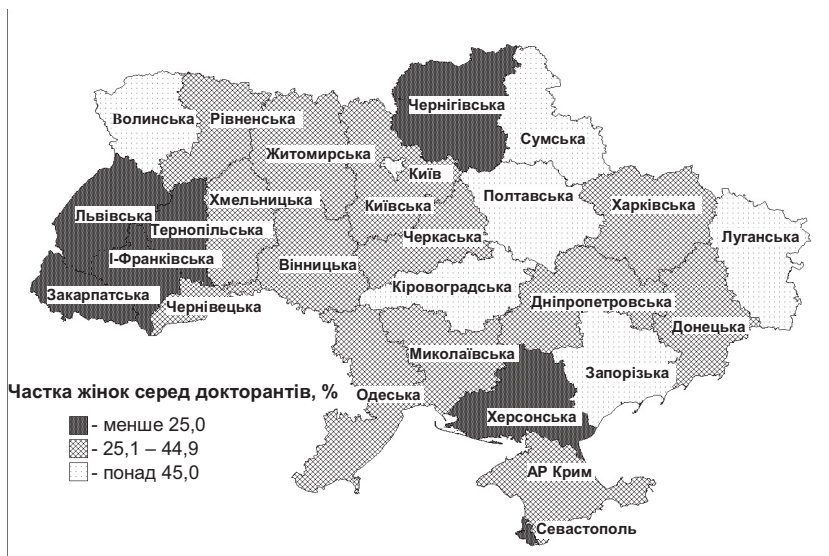 Чернігівська
Волинська
Рівненська
Сумська
Житомирська
Київ
Хмельницька
Полтавська
Харківська
Львівська
Київська
Тернопільська
Черкаська
Луганська
І-Франківська
Вінницька
Закарпатська
Кіровоградська
Чернівецька
Дніпропетровська
Донецька
Миколаївська
Запорізька
Частка жінок серед докторантів, %
Одеська
Херсонська
- менше 25,0
- 25,1 – 44,9
- понад 45,0
АР Крим
Севастополь